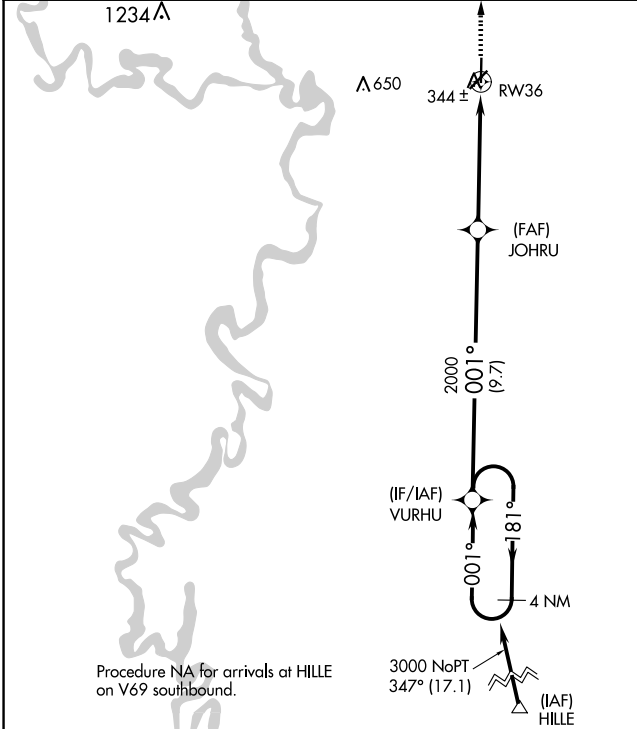 1234
650
344 ±
RW36
(FAF)
JOHRU
2000
001°
(9.7)
(IF/IAF)
VURHU
181°
001°
4 NM
3000 NoPT
347° (17.1)
(IAF)
HILLE
Procedure NA for arrivals at HILLE
on V69 southbound.